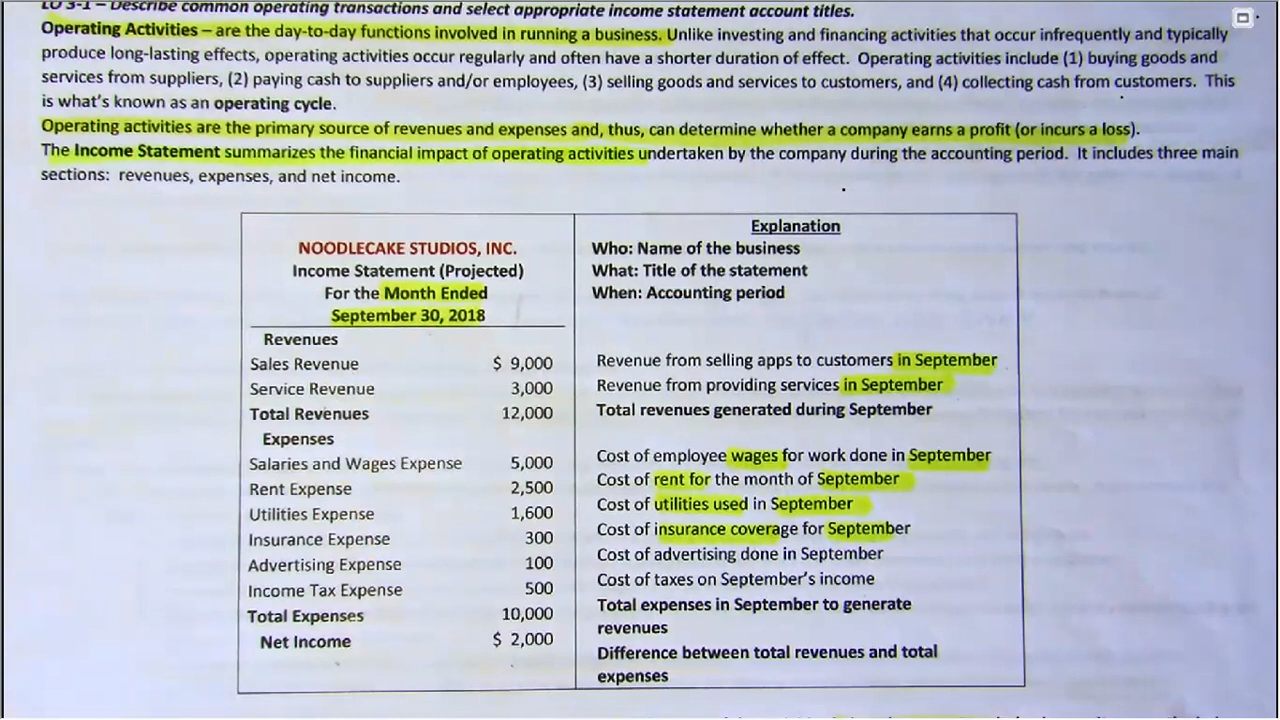 LO 3-1 – Describe common operating transactions and select appropriate income statement account titles.
Operating Activities – are the day-to-day functions involved in running a business. Unlike investing and financing activities that occur infrequently and typically
produce long-lasting effects, operating activities occur regularly and often have a shorter duration of effect. Operating activities include (1) buying goods and
services from suppliers, (2) paying cash to suppliers and/or employees, (3) selling goods and services to customers, and (4) collecting cash from customers. This
is what's known as an operating cycle.
Operating activities are the primary source of revenues and expenses and, thus, can determine whether a company earns a profit (or incurs a loss).
The Income Statement summarizes the financial impact of operating activities undertaken by the company during the accounting period. It includes three main
sections: revenues, expenses, and net income.
Explanation
NOODLECAKE STUDIOS, INC. Who: Name of the business
Income Statement (Projected) What: Title of the statement
For the Month Ended When: Accounting period
September 30, 2018
Revenues
Sales Revenue $ 9,000 Revenue from selling apps to customers in September
Service Revenue 3,000 Revenue from providing services in September
Total Revenues 12,000 Total revenues generated during September
Expenses
Salaries and Wages Expense 5,000 Cost of employee wages for work done in September
Rent Expense 2,500 Cost of rent for the month of September
Utilities Expense 1,600 Cost of utilities used in September
Insurance Expense 300 Cost of insurance coverage for September
Advertising Expense 100 Cost of advertising done in September
Income Tax Expense 500 Cost of taxes on September's income
Total Expenses 10,000 Total expenses in September to generate
revenues
Net Income $ 2,000 Difference between total revenues and total
expenses